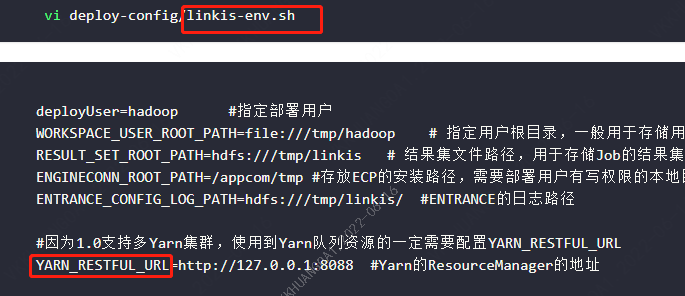 vi deploy-config/linkis-env.sh
deployUser=hadoop #指定部署用户
WORKSPACE_USER_ROOT_PATH=file:///tmp/hadoop # 指定用户根目录，一般用于存储用
RESULT_SET_ROOT_PATH=hdfs:///tmp/linkis # 结果集文件路径，用于存储Job的结果集
ENGINECONN_ROOT_PATH=/appcom/tmp #存放ECP的安装路径，需要部署用户有写权限的本地目
ENTRANCE_CONFIG_LOG_PATH=hdfs:///tmp/linkis/ #ENTRANCE的日志路径
#因为1.0支持多Yarn集群，使用到Yarn队列资源的一定需要配置YARN_RESTFUL_URL
YARN_RESTFUL_URL=http://127.0.0.1:8088 #Yarn的ResourceManager的地址